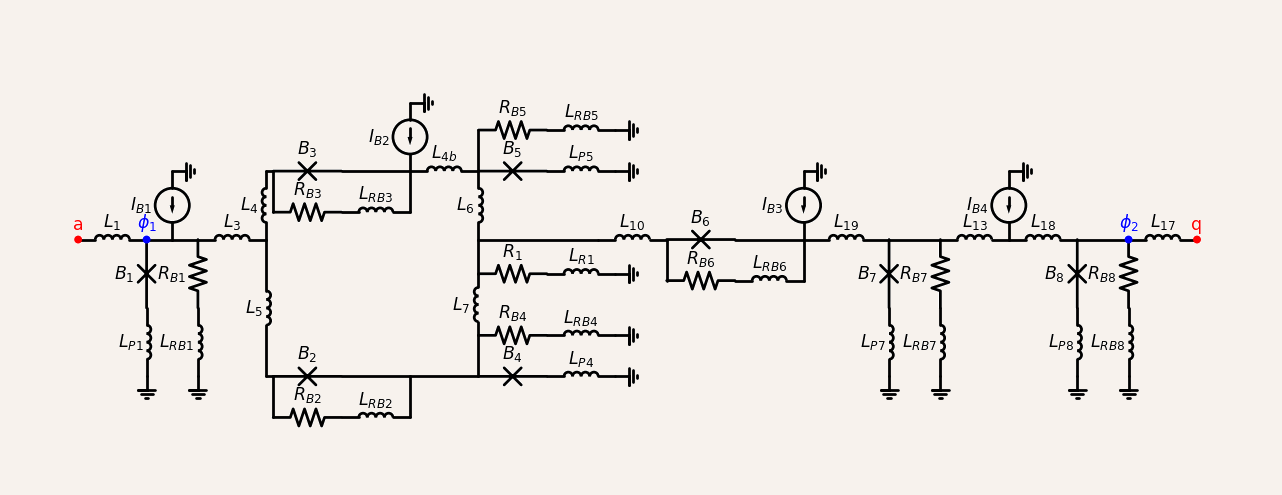 R_{B5}
L_{RB5}
I_{B2}
B_3
L_{4b}
B_5
L_{P5}
I_{B1}
L_4
R_{B3}
L_{RB3}
L_6
I_{B3}
I_{B4}
a
L_1
ϕ_1
L_3
L_{10}
B_6
L_{19}
L_{13}
L_{18}
ϕ_2
L_{17}
q
B_1
R_{B1}
R_1
L_{R1}
R_{B6}
L_{RB6}
B_7
R_{B7}
B_8
R_{B8}
L_5
L_7
R_{B4}
L_{RB4}
L_{P1}
L_{RB1}
B_2
B_4
L_{P4}
L_{P7}
L_{RB7}
L_{P8}
L_{RB8}
R_{B2}
L_{RB2}